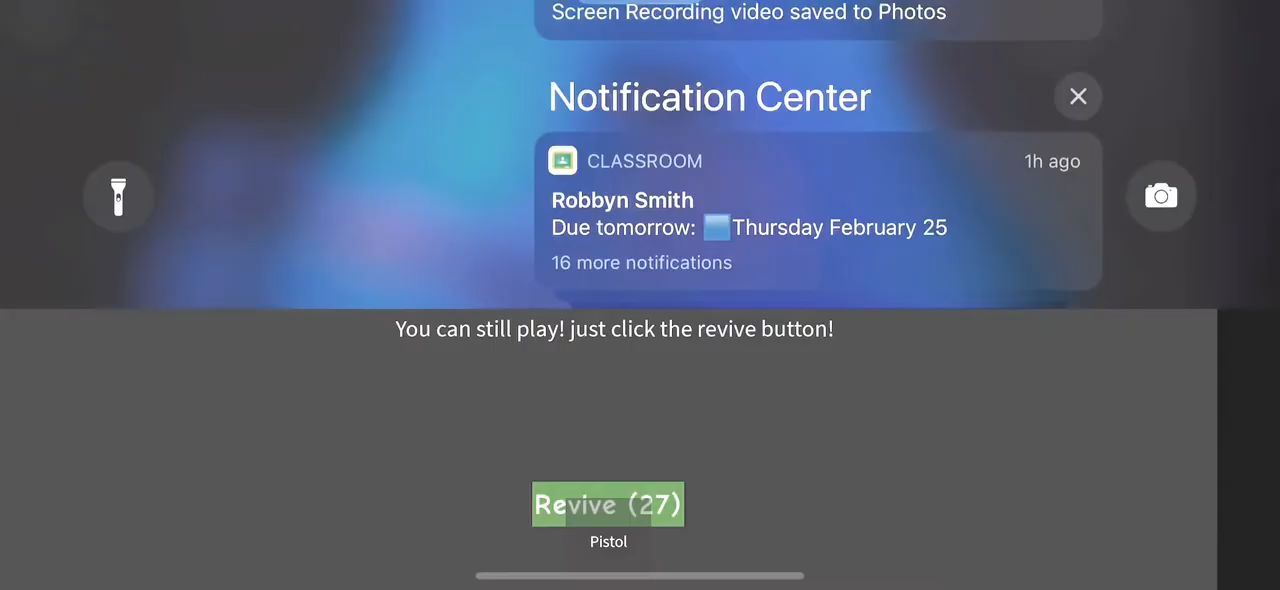 Screen Recording video saved to Photos
Notification Center
CLASSROOM 1h ago
Robbyn Smith
Due tomorrow: 🟦Thursday February 25
16 more notifications
You can still play! just click the revive button!
Revive (27)
Pistol